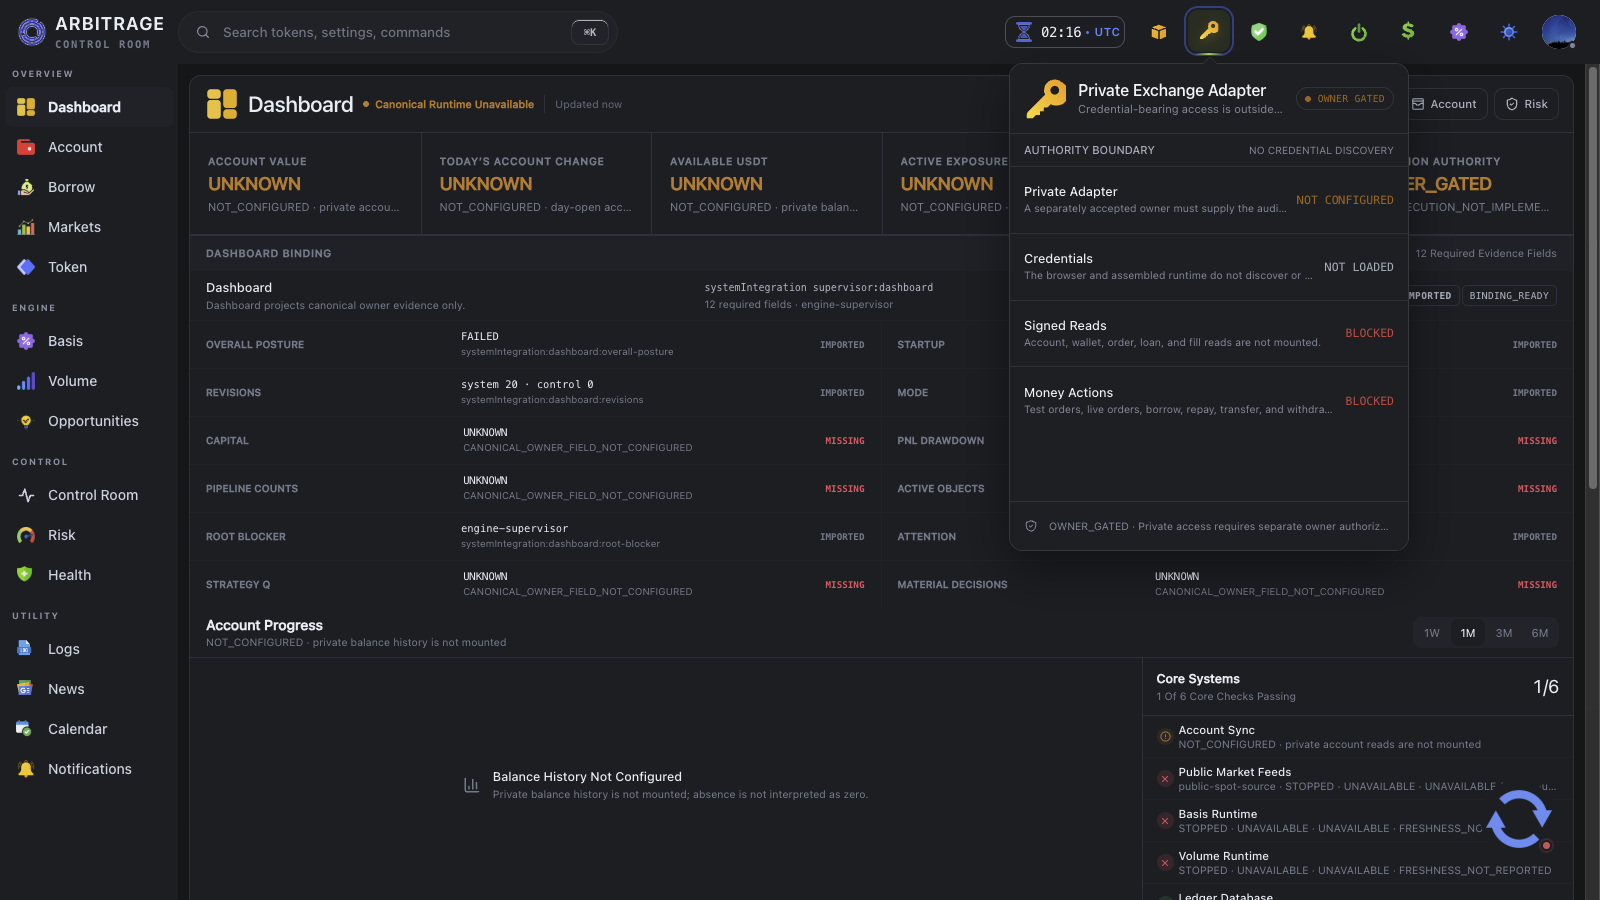 ARBITRAGE
CONTROL ROOM
Search tokens, settings, commands
⌘K
02:16 • UTC
OVERVIEW
Dashboard
Account
Borrow
Markets
Token
ENGINE
Basis
Volume
Opportunities
CONTROL
Control Room
Risk
Health
UTILITY
Logs
News
Calendar
Notifications
Dashboard
Canonical Runtime Unavailable
Updated now
Account
Risk
ACCOUNT VALUE
UNKNOWN
NOT_CONFIGURED · private accou...
TODAY'S ACCOUNT CHANGE
UNKNOWN
NOT_CONFIGURED · day-open acc...
AVAILABLE USDT
UNKNOWN
NOT_CONFIGURED · private balan...
ACTIVE EXPOSURE
UNKNOWN
NOT_CONFIGURED ·
ON AUTHORITY
ER_GATED
ECUTION_NOT_IMPLEME...
DASHBOARD BINDING
12 Required Evidence Fields
Dashboard
Dashboard projects canonical owner evidence only.
systemIntegration supervisor:dashboard
12 required fields · engine-supervisor
MPORTED
BINDING_READY
OVERALL POSTURE
FAILED
systemIntegration:dashboard:overall-posture
IMPORTED
STARTUP
IMPORTED
REVISIONS
system 20 · control 0
systemIntegration:dashboard:revisions
IMPORTED
MODE
IMPORTED
CAPITAL
UNKNOWN
CANONICAL_OWNER_FIELD_NOT_CONFIGURED
MISSING
PNL DRAWDOWN
MISSING
PIPELINE COUNTS
UNKNOWN
CANONICAL_OWNER_FIELD_NOT_CONFIGURED
MISSING
ACTIVE OBJECTS
MISSING
ROOT BLOCKER
engine-supervisor
systemIntegration:dashboard:root-blocker
IMPORTED
ATTENTION
IMPORTED
STRATEGY Q
UNKNOWN
CANONICAL_OWNER_FIELD_NOT_CONFIGURED
MISSING
MATERIAL DECISIONS
UNKNOWN
CANONICAL_OWNER_FIELD_NOT_CONFIGURED
MISSING
Private Exchange Adapter
Credential-bearing access is outside...
OWNER GATED
AUTHORITY BOUNDARY
NO CREDENTIAL DISCOVERY
Private Adapter
A separately accepted owner must supply the audi...
NOT CONFIGURED
Credentials
The browser and assembled runtime do not discover or ...
NOT LOADED
Signed Reads
Account, wallet, order, loan, and fill reads are not mounted.
BLOCKED
Money Actions
Test orders, live orders, borrow, repay, transfer, and withdra...
BLOCKED
OWNER_GATED · Private access requires separate owner authoriz...
Account Progress
NOT_CONFIGURED · private balance history is not mounted
1W
1M
3M
6M
Balance History Not Configured
Private balance history is not mounted; absence is not interpreted as zero.
Core Systems
1 Of 6 Core Checks Passing
1/6
Account Sync
NOT_CONFIGURED · private account reads are not mounted
Public Market Feeds
public-spot-source · STOPPED · UNAVAILABLE · UNAVAILABLE
Basis Runtime
STOPPED · UNAVAILABLE · UNAVAILABLE · FRESHNESS_NO
Volume Runtime
STOPPED · UNAVAILABLE · UNAVAILABLE · FRESHNESS_NOT_REPORTED
Ledger Database